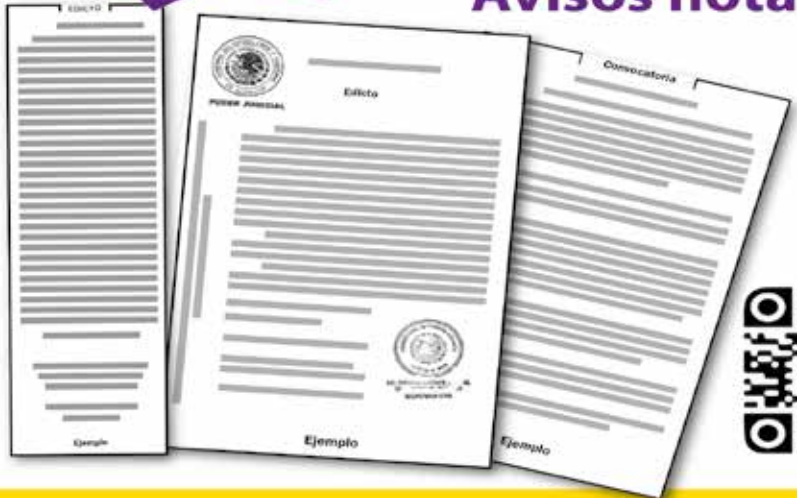 Avisos nota
EDICTO
Ejemplo
PODER JUDICIAL
Edicto
Ejemplo
Convocatoria
Ejemplo